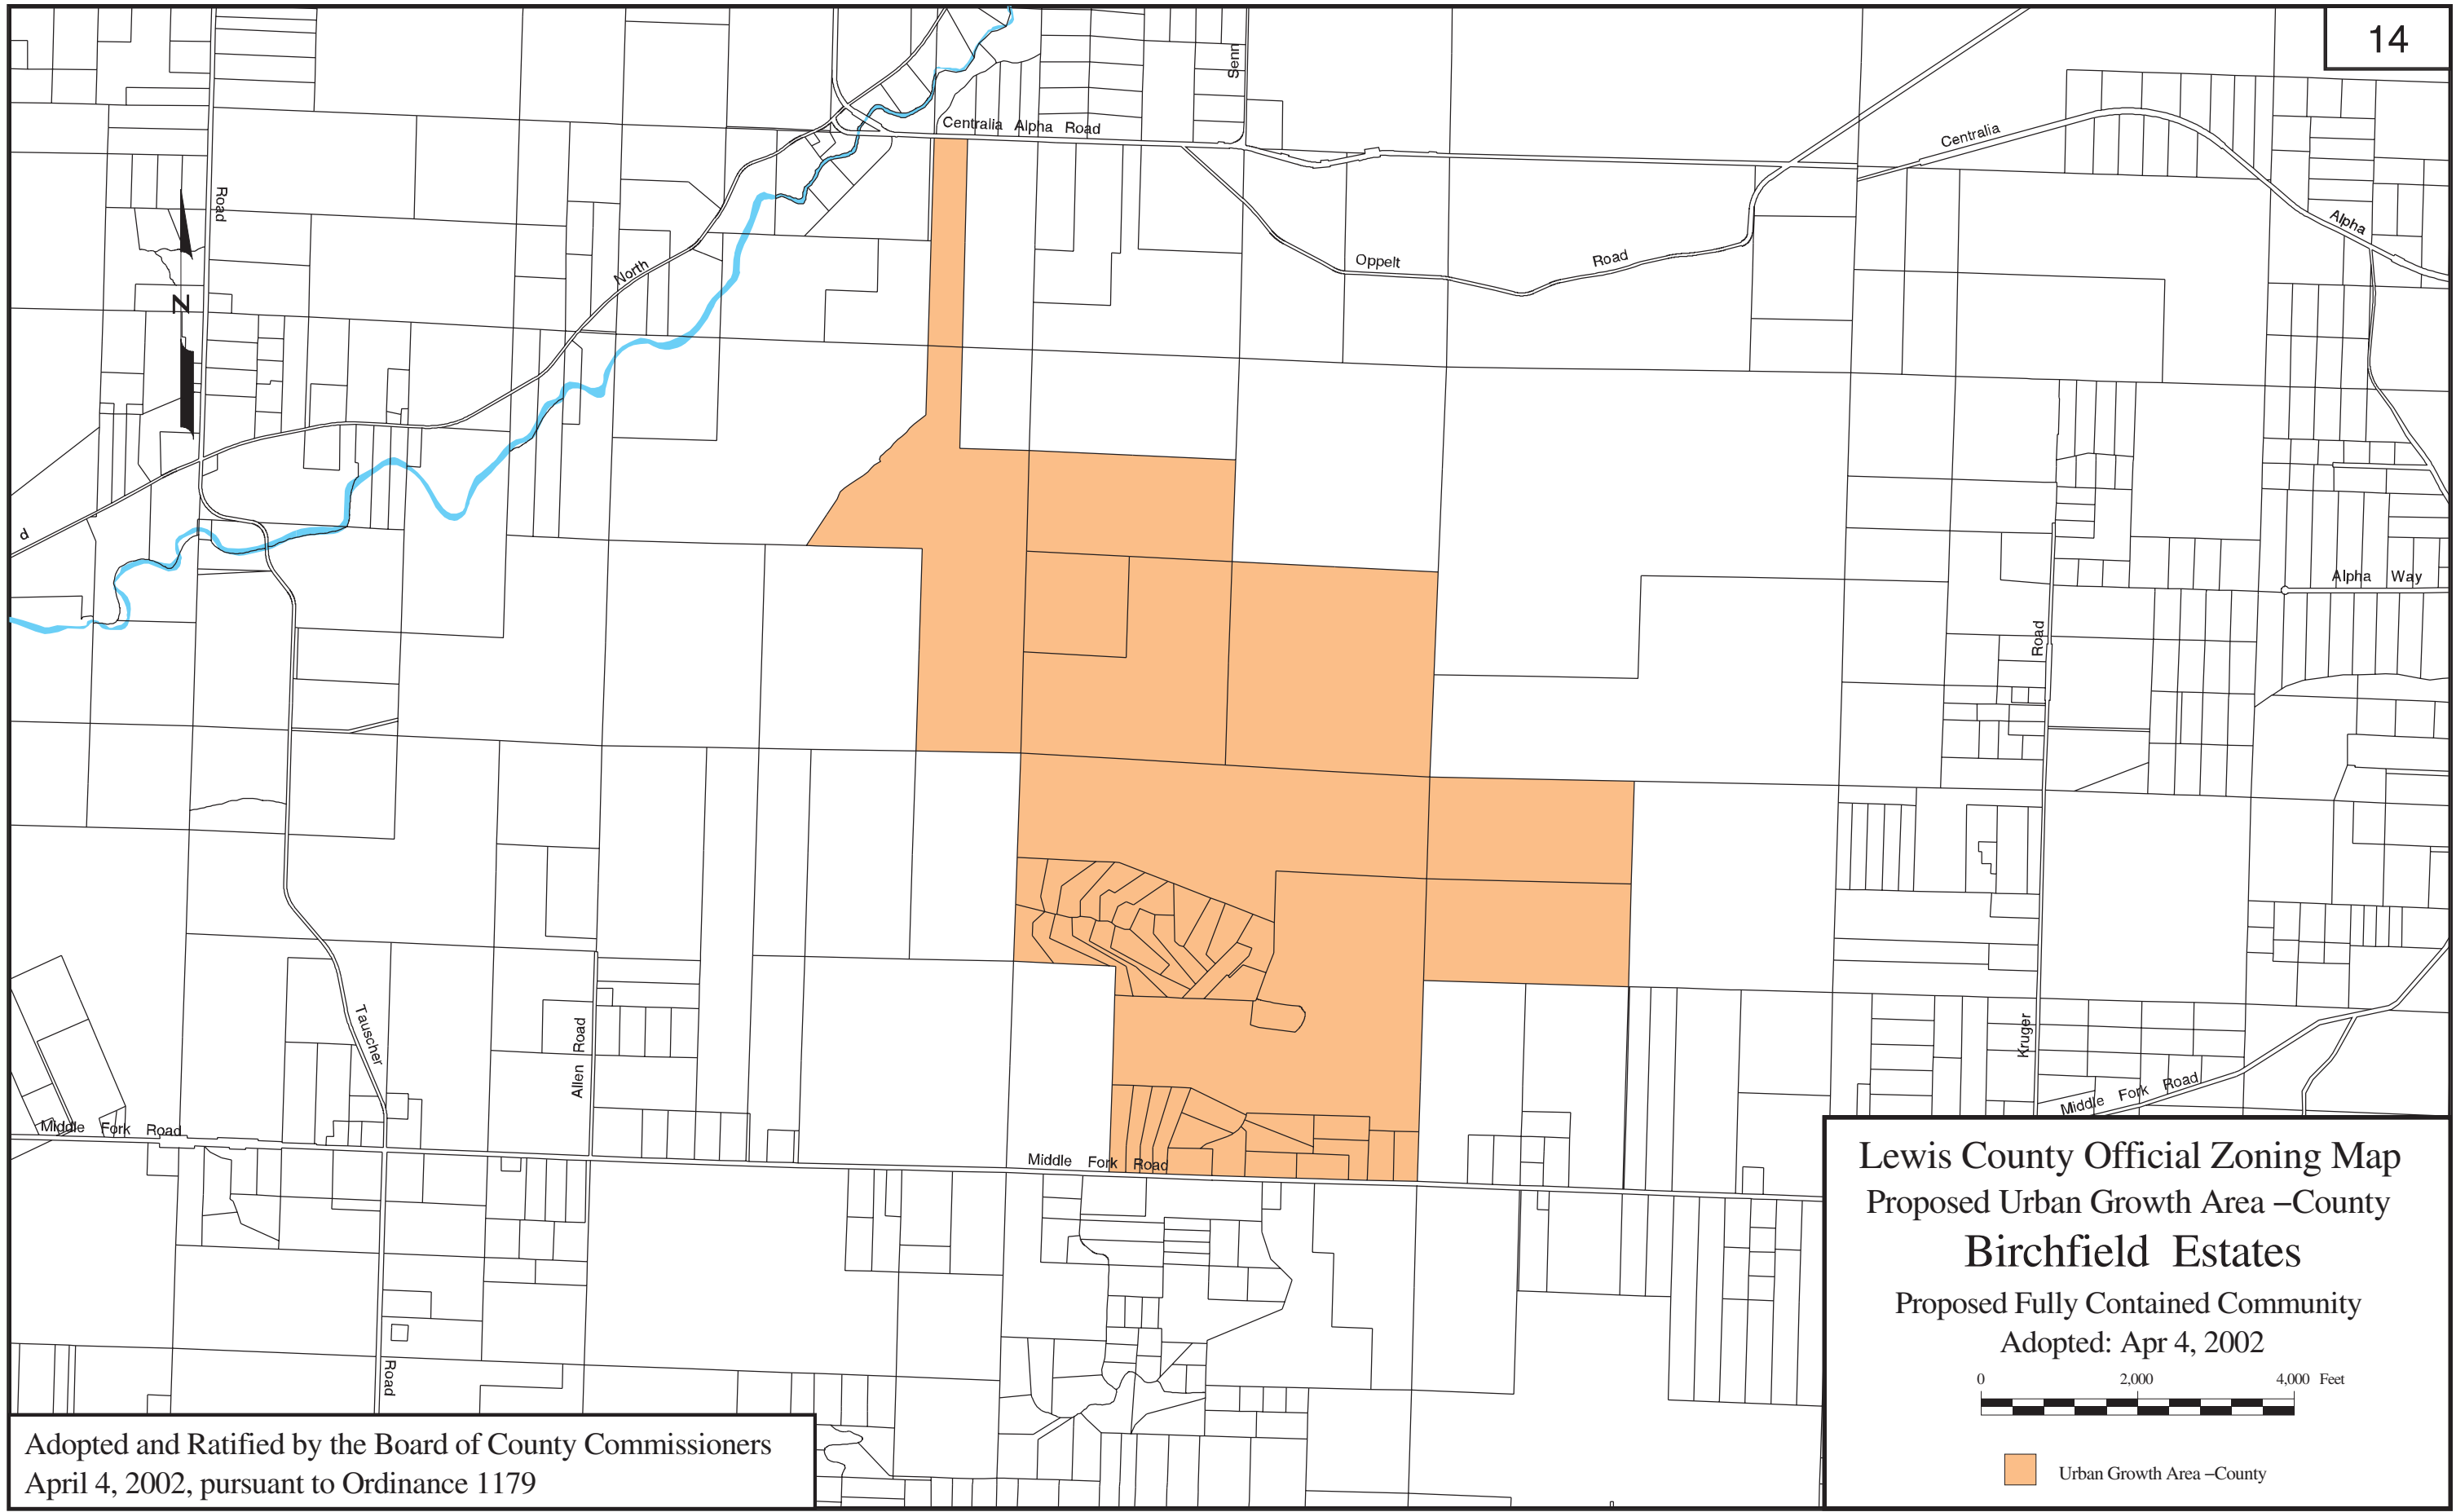 14
Senn
Centralia Alpha Road
Centralia
Alpha
Road
North
Oppelt Road
N
d
Alpha Way
Road
Kruger
Tauscher
Allen Road
Middle Fork Road
Middle Fork Road
Middle Fork Road
Road
Lewis County Official Zoning Map
Proposed Urban Growth Area –County
Birchfield Estates
Proposed Fully Contained Community
Adopted: Apr 4, 2002
0 2,000 4,000 Feet
Urban Growth Area –County
Adopted and Ratified by the Board of County Commissioners
April 4, 2002, pursuant to Ordinance 1179